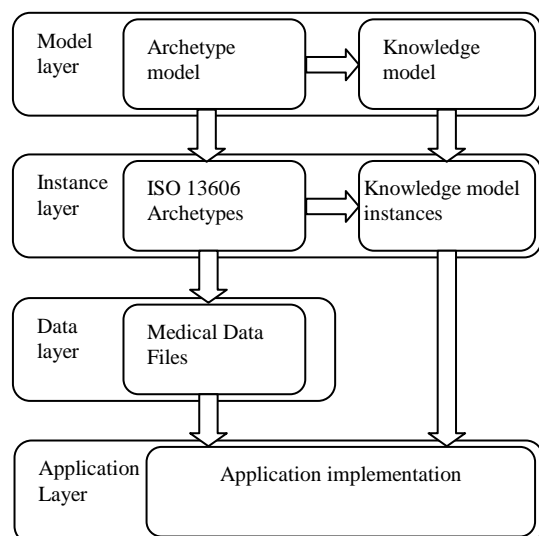 Model
layer
Archetype
model
Knowledge
model
Instance
layer
ISO 13606
Archetypes
Knowledge model
instances
Data
layer
Medical Data
Files
Application
Layer
Application implementation